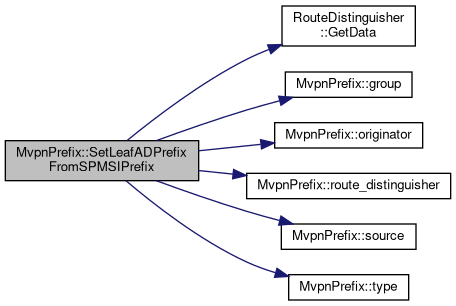 RouteDistinguisher
::GetData
MvpnPrefix::group
MvpnPrefix::originator
MvpnPrefix::SetLeafADPrefix
FromSPMSIPrefix
MvpnPrefix::route_distinguisher
MvpnPrefix::source
MvpnPrefix::type